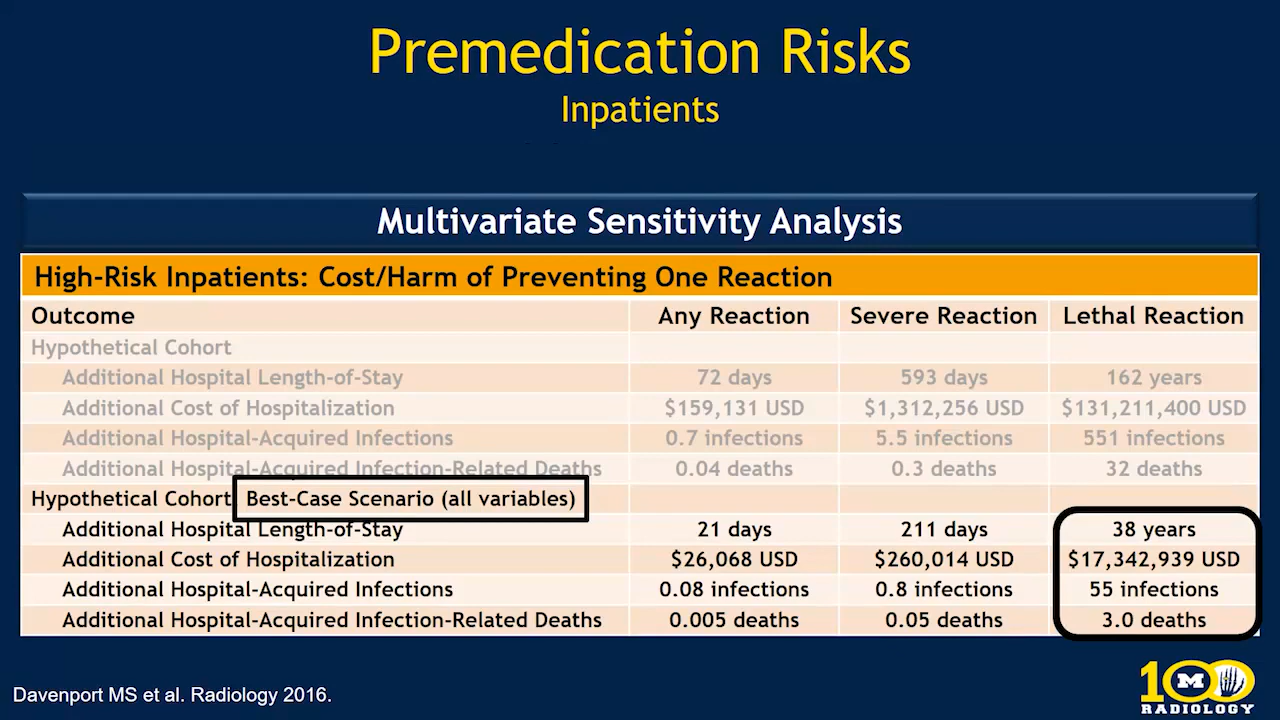 Premedication Risks
Inpatients
Multivariate Sensitivity Analysis
High-Risk Inpatients: Cost/Harm of Preventing One Reaction
Outcome Any Reaction Severe Reaction Lethal Reaction
Hypothetical Cohort
Additional Hospital Length-of-Stay 72 days 593 days 162 years
Additional Cost of Hospitalization $159,131 USD $1,312,256 USD $131,211,400 USD
Additional Hospital-Acquired Infections 0.7 infections 5.5 infections 551 infections
Additional Hospital-Acquired Infection-Related Deaths 0.04 deaths 0.3 deaths 32 deaths
Hypothetical Cohort Best-Case Scenario (all variables)
Additional Hospital Length-of-Stay 21 days 211 days 38 years
Additional Cost of Hospitalization $26,068 USD $260,014 USD $17,342,939 USD
Additional Hospital-Acquired Infections 0.08 infections 0.8 infections 55 infections
Additional Hospital-Acquired Infection-Related Deaths 0.005 deaths 0.05 deaths 3.0 deaths
Davenport MS et al. Radiology 2016.
100
M
RADIOLOGY